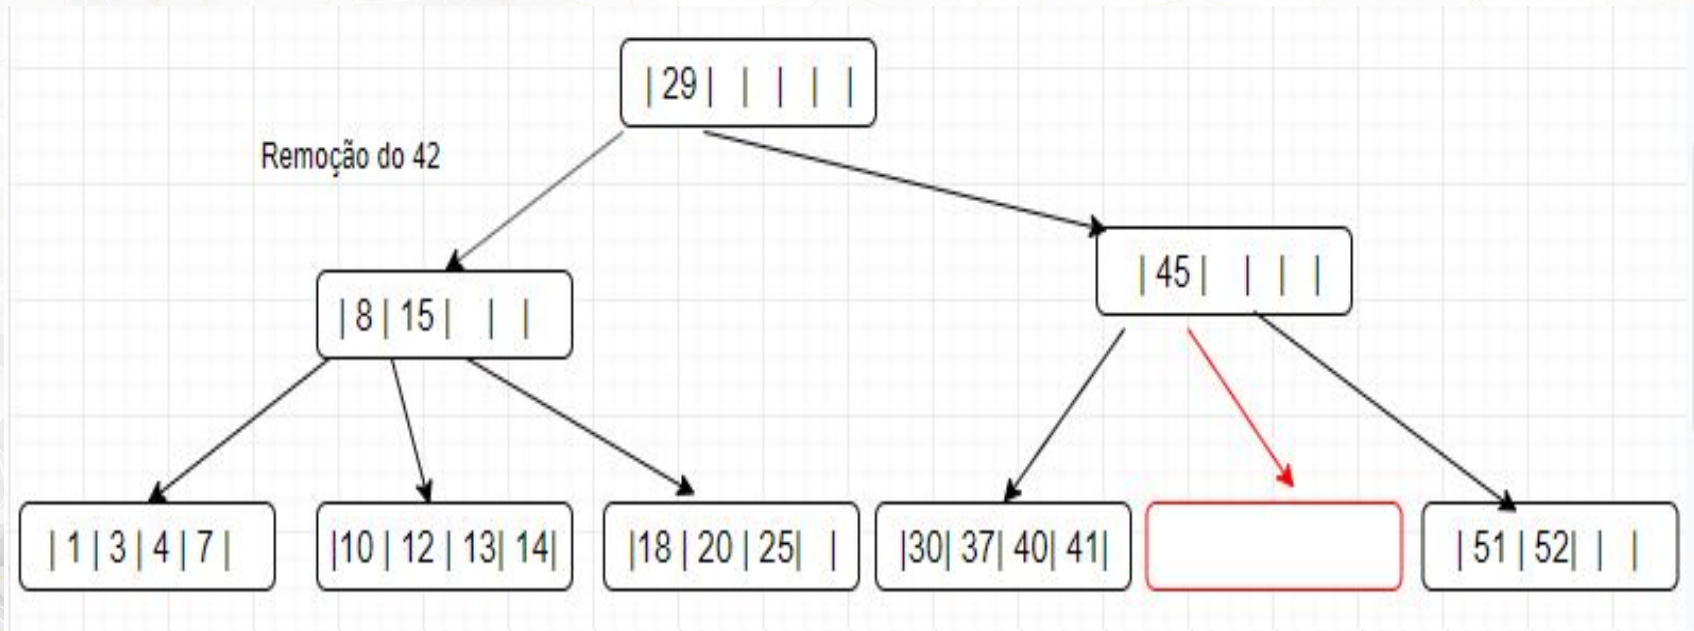 | 29 | | | | |
Remoção do 42
| 45 | | | |
| 8 | 15 | | |
| 1 | 3 | 4 | 7 |
|10 | 12 | 13| 14|
|18 | 20 | 25| |
|30| 37| 40| 41|
| 51 | 52| | |